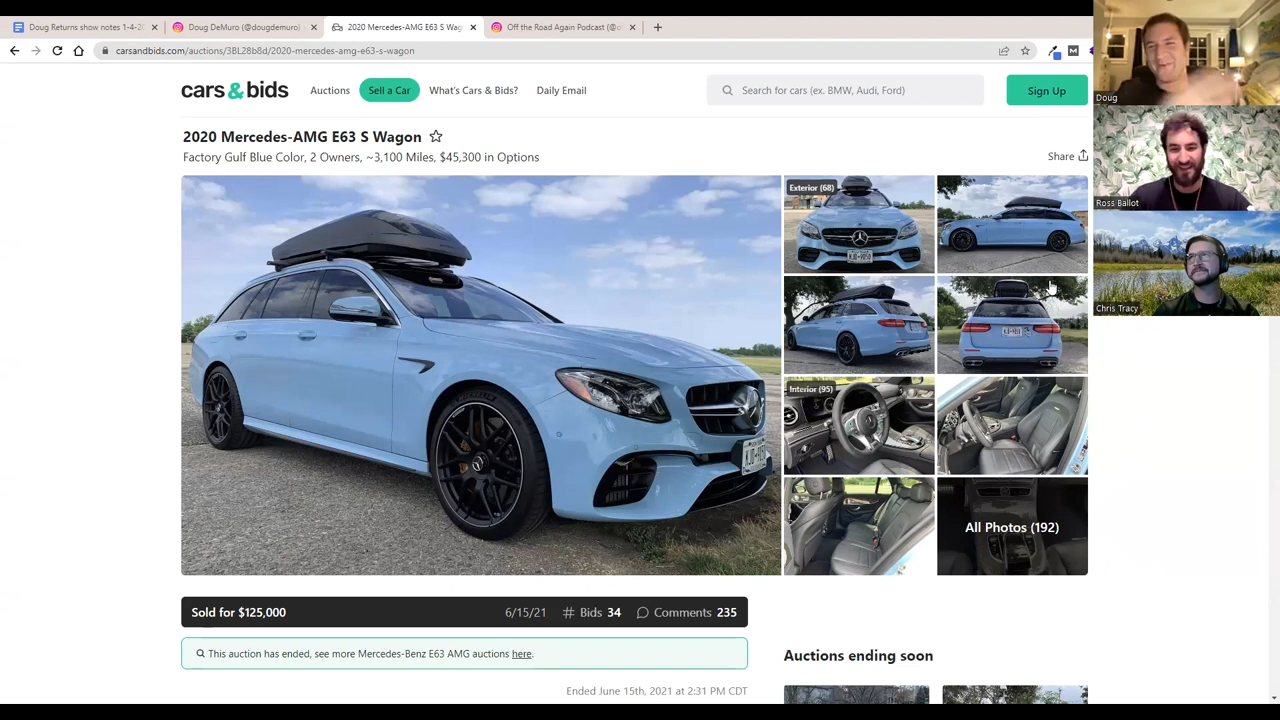 Doug Returns show notes 1-4-2
Doug DeMuro (@dougdemuro)
2020 Mercedes-AMG E63 S Wag
Off the Road Again Podcast (@o
carsandbids.com/auctions/3BL28b8d/2020-mercedes-amg-e63-s-wagon
cars&bids
Auctions
Sell a Car
What's Cars & Bids?
Daily Email
Search for cars (ex. BMW, Audi, Ford)
Sign Up
2020 Mercedes-AMG E63 S Wagon
Factory Gulf Blue Color, 2 Owners, ~3,100 Miles, $45,300 in Options
Share
Exterior (68)
Interior (95)
All Photos (192)
Sold for $125,000
6/15/21
# Bids 34
Comments 235
This auction has ended, see more Mercedes-Benz E63 AMG auctions here.
Ended June 15th, 2021 at 2:31 PM CDT
Auctions ending soon
Doug
Ross Ballot
Chris Tracy